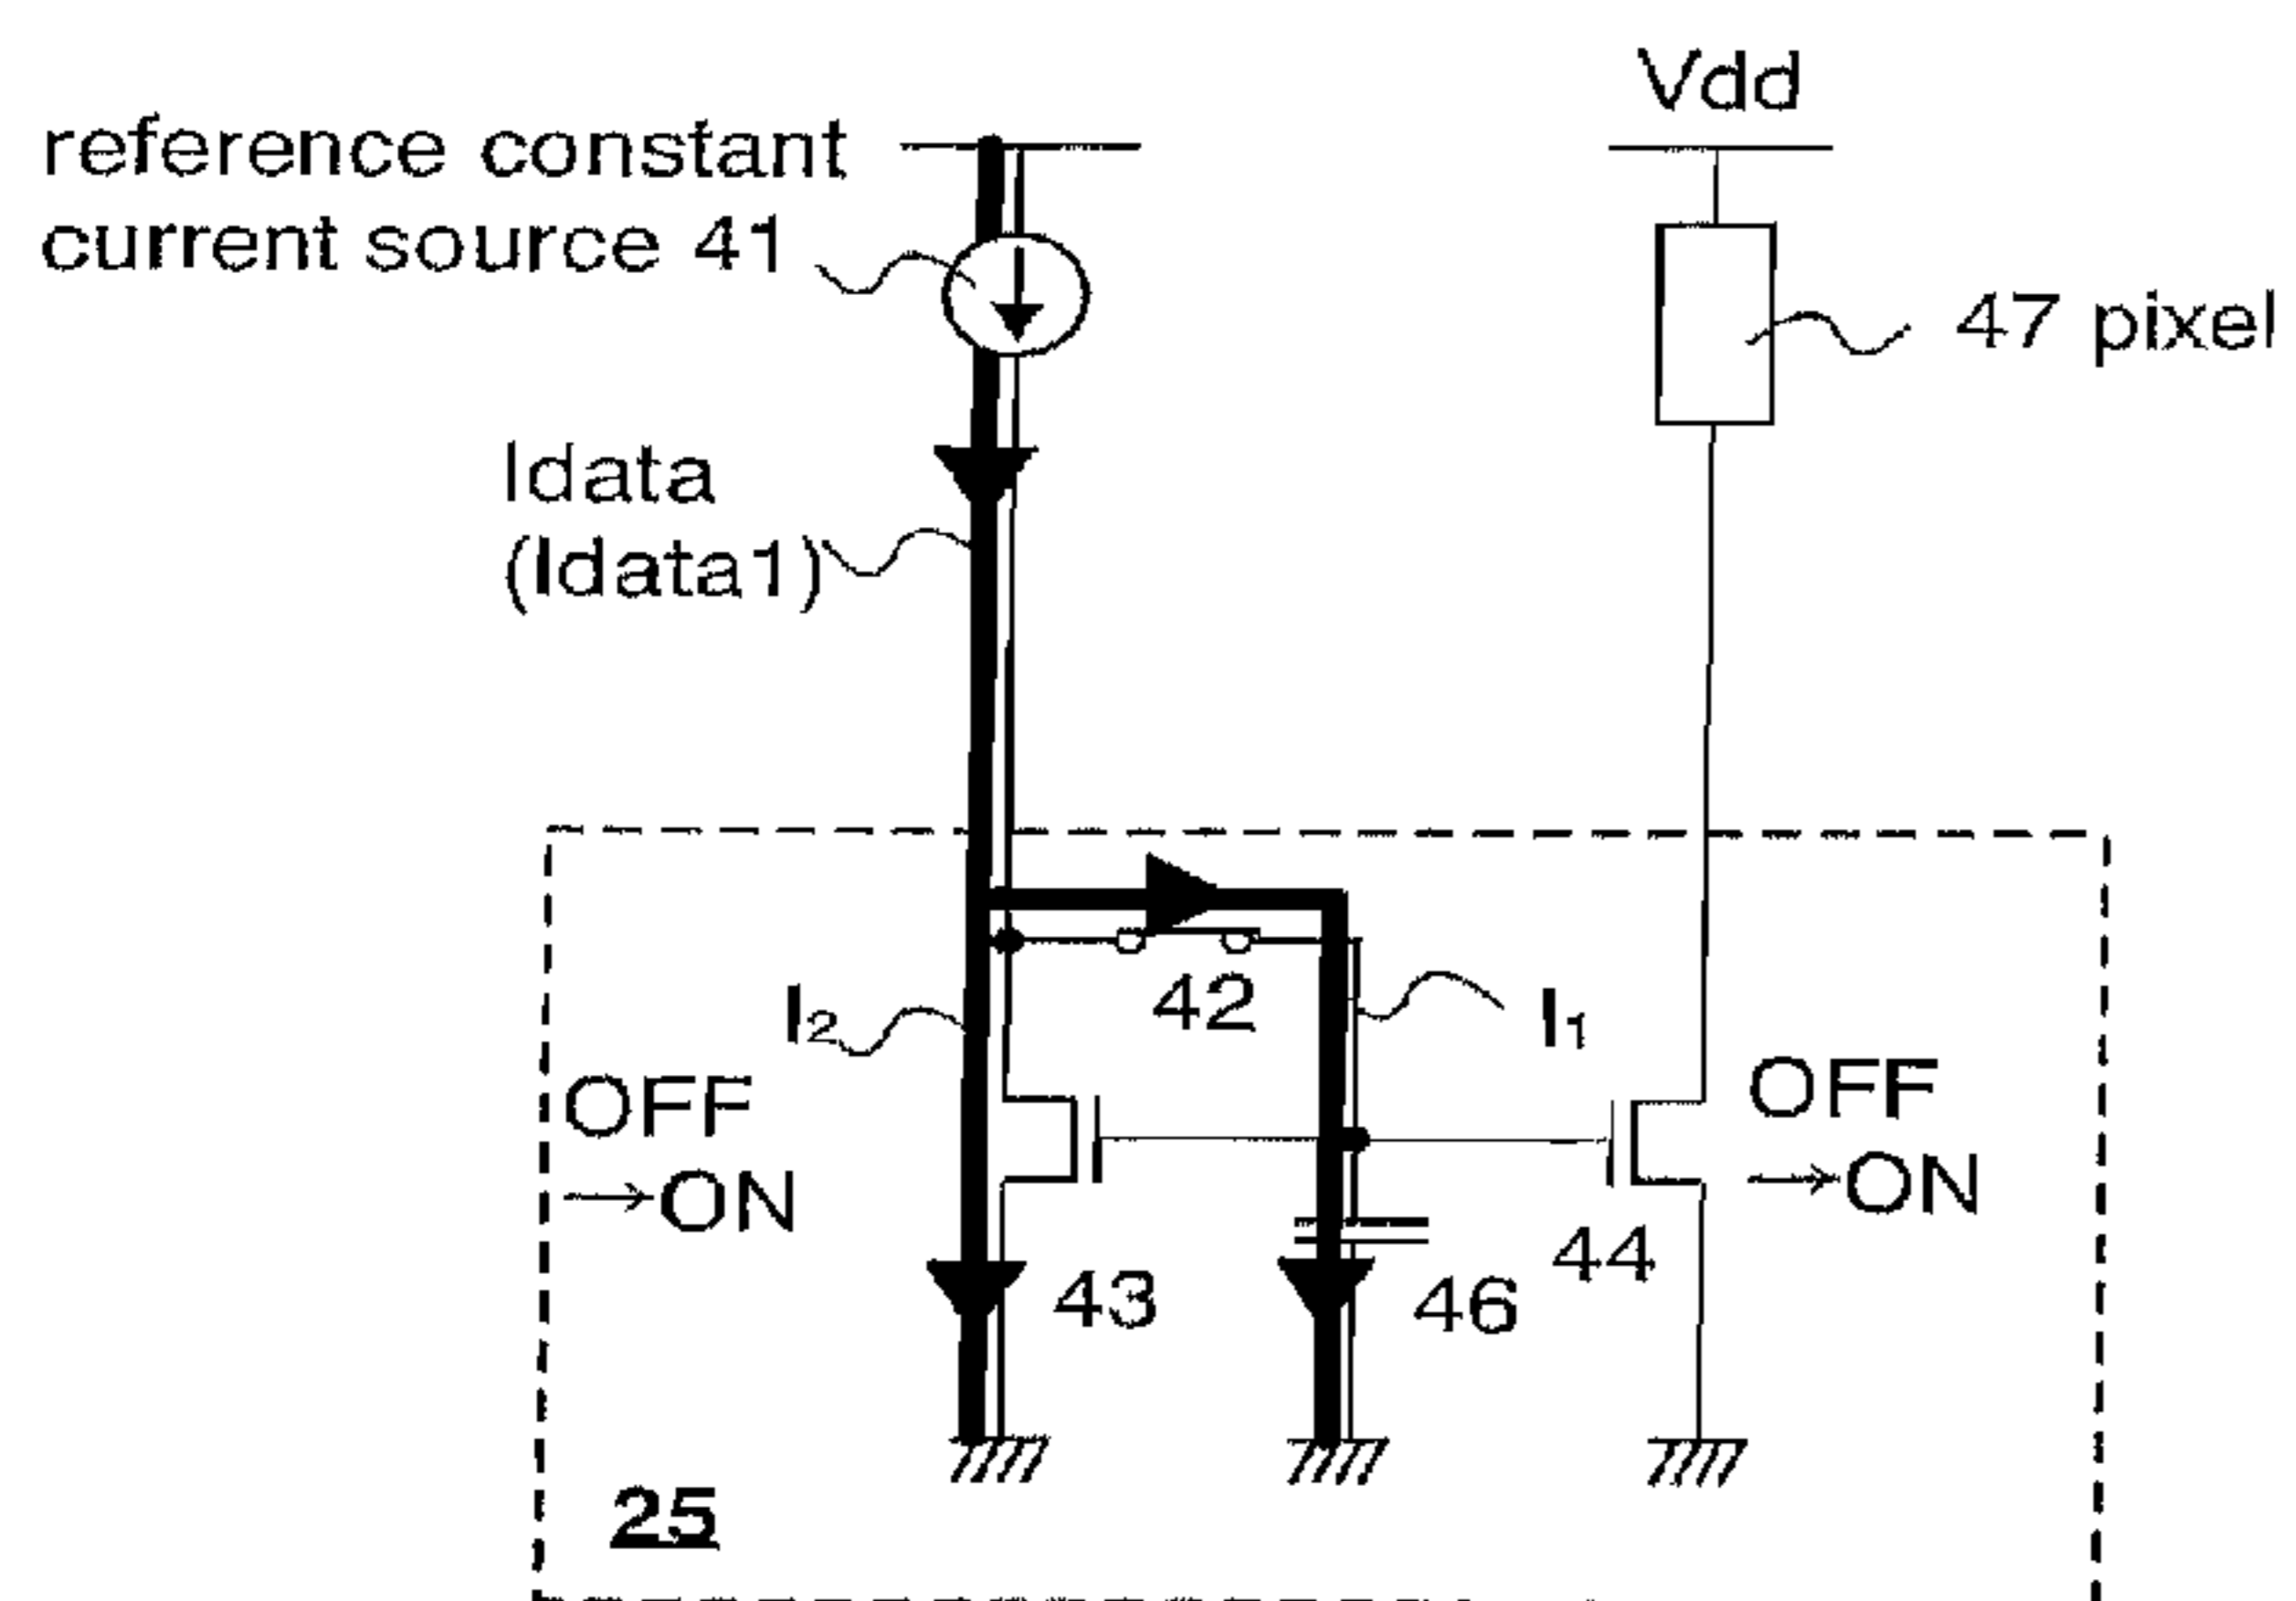 Vdd
reference constant
current source 41
47 pixel
Idata
(Idata1)
I₂
42
I₁
OFF
→ON
OFF
→ON
43
46
44
25